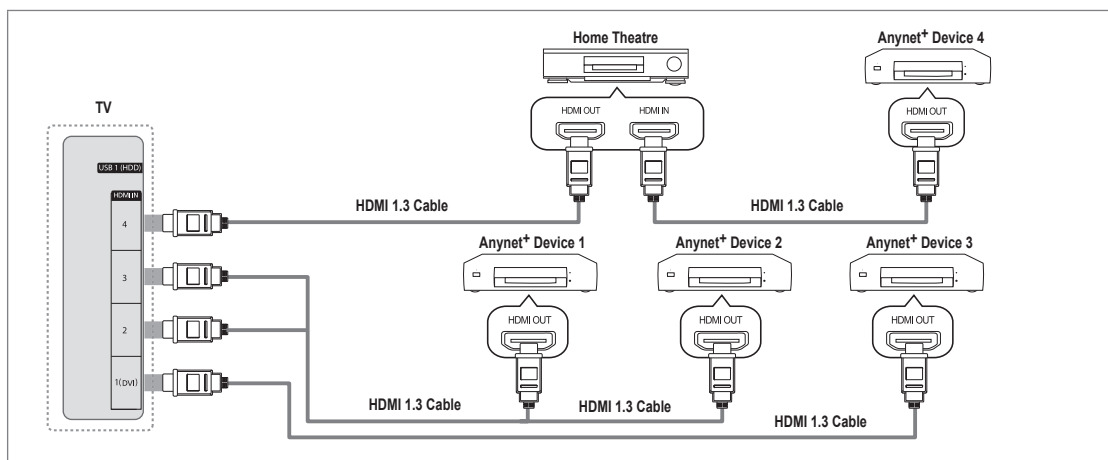 Home Theatre
Anynet+ Device 4
HDMI OUT
HDMI IN
HDMI OUT
TV
USB 1 (HDD)
HDMI IN
4
HDMI 1.3 Cable
HDMI 1.3 Cable
Anynet+ Device 1
Anynet+ Device 2
Anynet+ Device 3
3
HDMI OUT
HDMI OUT
HDMI OUT
2
1(DVI)
HDMI 1.3 Cable
HDMI 1.3 Cable
HDMI 1.3 Cable